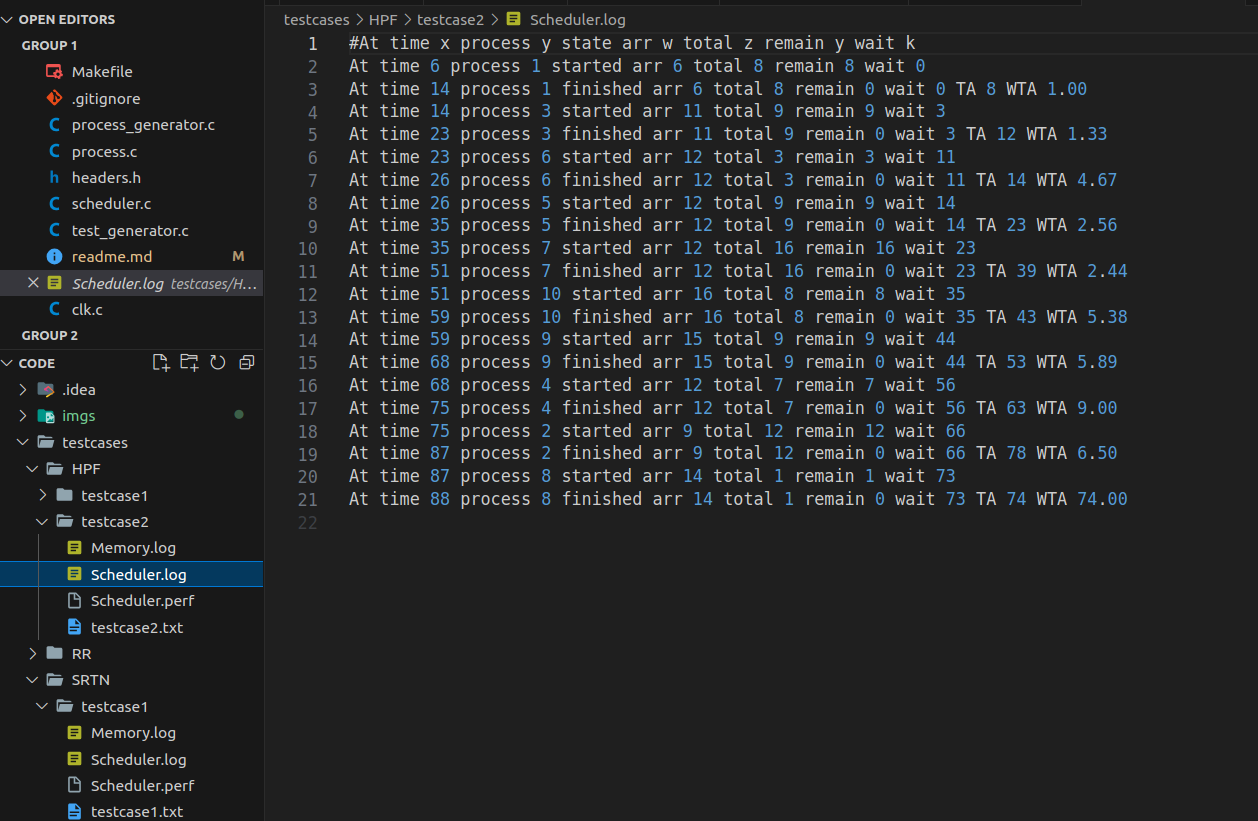 OPEN EDITORS
GROUP 1
Makefile
.gitignore
process_generator.c
process.c
headers.h
scheduler.c
test_generator.c
readme.md M
Scheduler.log testcases/H...
clk.c
GROUP 2
CODE
.idea
imgs
testcases
HPF
testcase1
testcase2
Memory.log
Scheduler.log
Scheduler.perf
testcase2.txt
RR
SRTN
testcase1
Memory.log
Scheduler.log
Scheduler.perf
testcase1.txt
testcases > HPF > testcase2 > Scheduler.log
1 #At time x process y state arr w total z remain y wait k
2 At time 6 process 1 started arr 6 total 8 remain 8 wait 0
3 At time 14 process 1 finished arr 6 total 8 remain 0 wait 0 TA 8 WTA 1.00
4 At time 14 process 3 started arr 11 total 9 remain 9 wait 3
5 At time 23 process 3 finished arr 11 total 9 remain 0 wait 3 TA 12 WTA 1.33
6 At time 23 process 6 started arr 12 total 3 remain 3 wait 11
7 At time 26 process 6 finished arr 12 total 3 remain 0 wait 11 TA 14 WTA 4.67
8 At time 26 process 5 started arr 12 total 9 remain 9 wait 14
9 At time 35 process 5 finished arr 12 total 9 remain 0 wait 14 TA 23 WTA 2.56
10 At time 35 process 7 started arr 12 total 16 remain 16 wait 23
11 At time 51 process 7 finished arr 12 total 16 remain 0 wait 23 TA 39 WTA 2.44
12 At time 51 process 10 started arr 16 total 8 remain 8 wait 35
13 At time 59 process 10 finished arr 16 total 8 remain 0 wait 35 TA 43 WTA 5.38
14 At time 59 process 9 started arr 15 total 9 remain 9 wait 44
15 At time 68 process 9 finished arr 15 total 9 remain 0 wait 44 TA 53 WTA 5.89
16 At time 68 process 4 started arr 12 total 7 remain 7 wait 56
17 At time 75 process 4 finished arr 12 total 7 remain 0 wait 56 TA 63 WTA 9.00
18 At time 75 process 2 started arr 9 total 12 remain 12 wait 66
19 At time 87 process 2 finished arr 9 total 12 remain 0 wait 66 TA 78 WTA 6.50
20 At time 87 process 8 started arr 14 total 1 remain 1 wait 73
21 At time 88 process 8 finished arr 14 total 1 remain 0 wait 73 TA 74 WTA 74.00
22